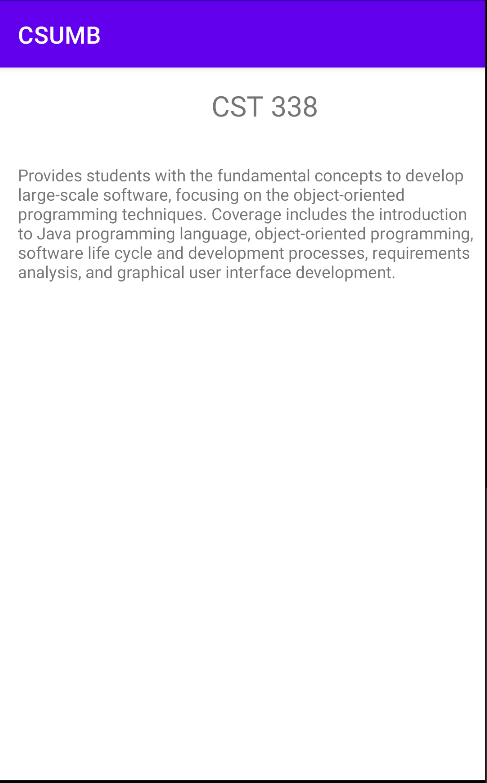 CSUMB
CST 338
Provides students with the fundamental concepts to develop
large-scale software, focusing on the object-oriented
programming techniques. Coverage includes the introduction
to Java programming language, object-oriented programming,
software life cycle and development processes, requirements
analysis, and graphical user interface development.